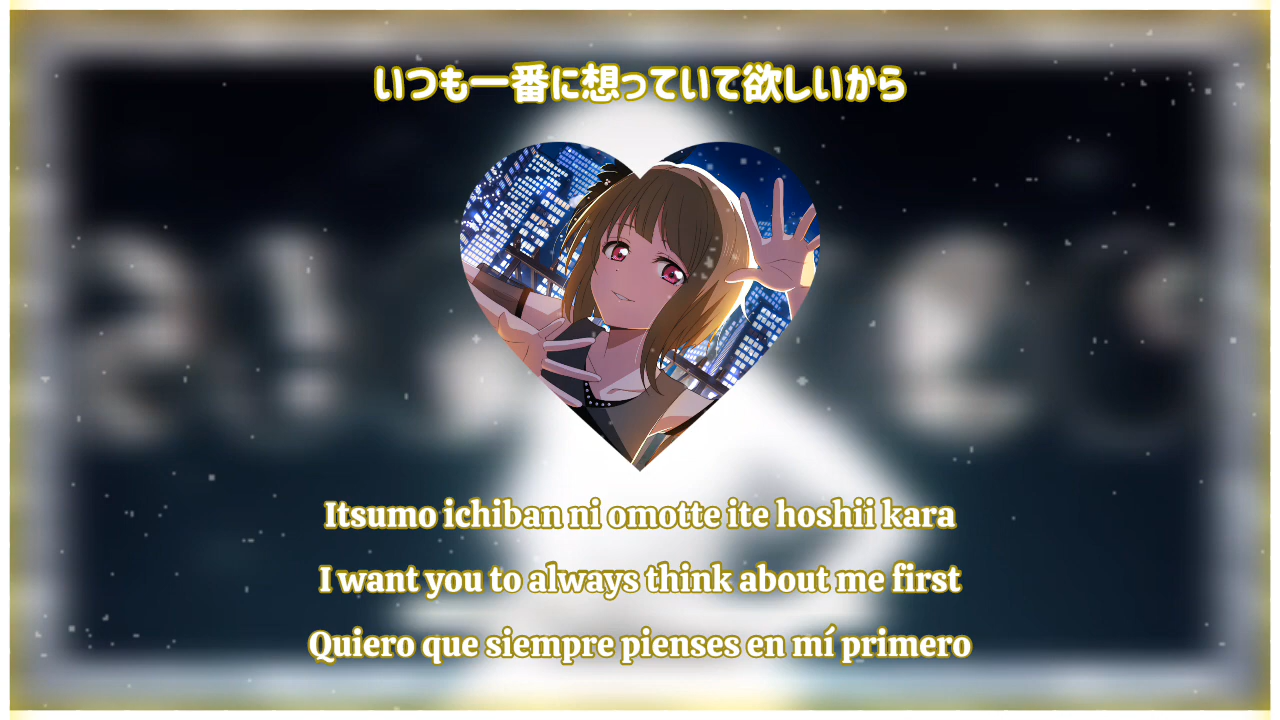 いつも一番に想っていて欲しいから
Itsumo ichiban ni omotte ite hoshii kara
I want you to always think about me first
Quiero que siempre pienses en mí primero